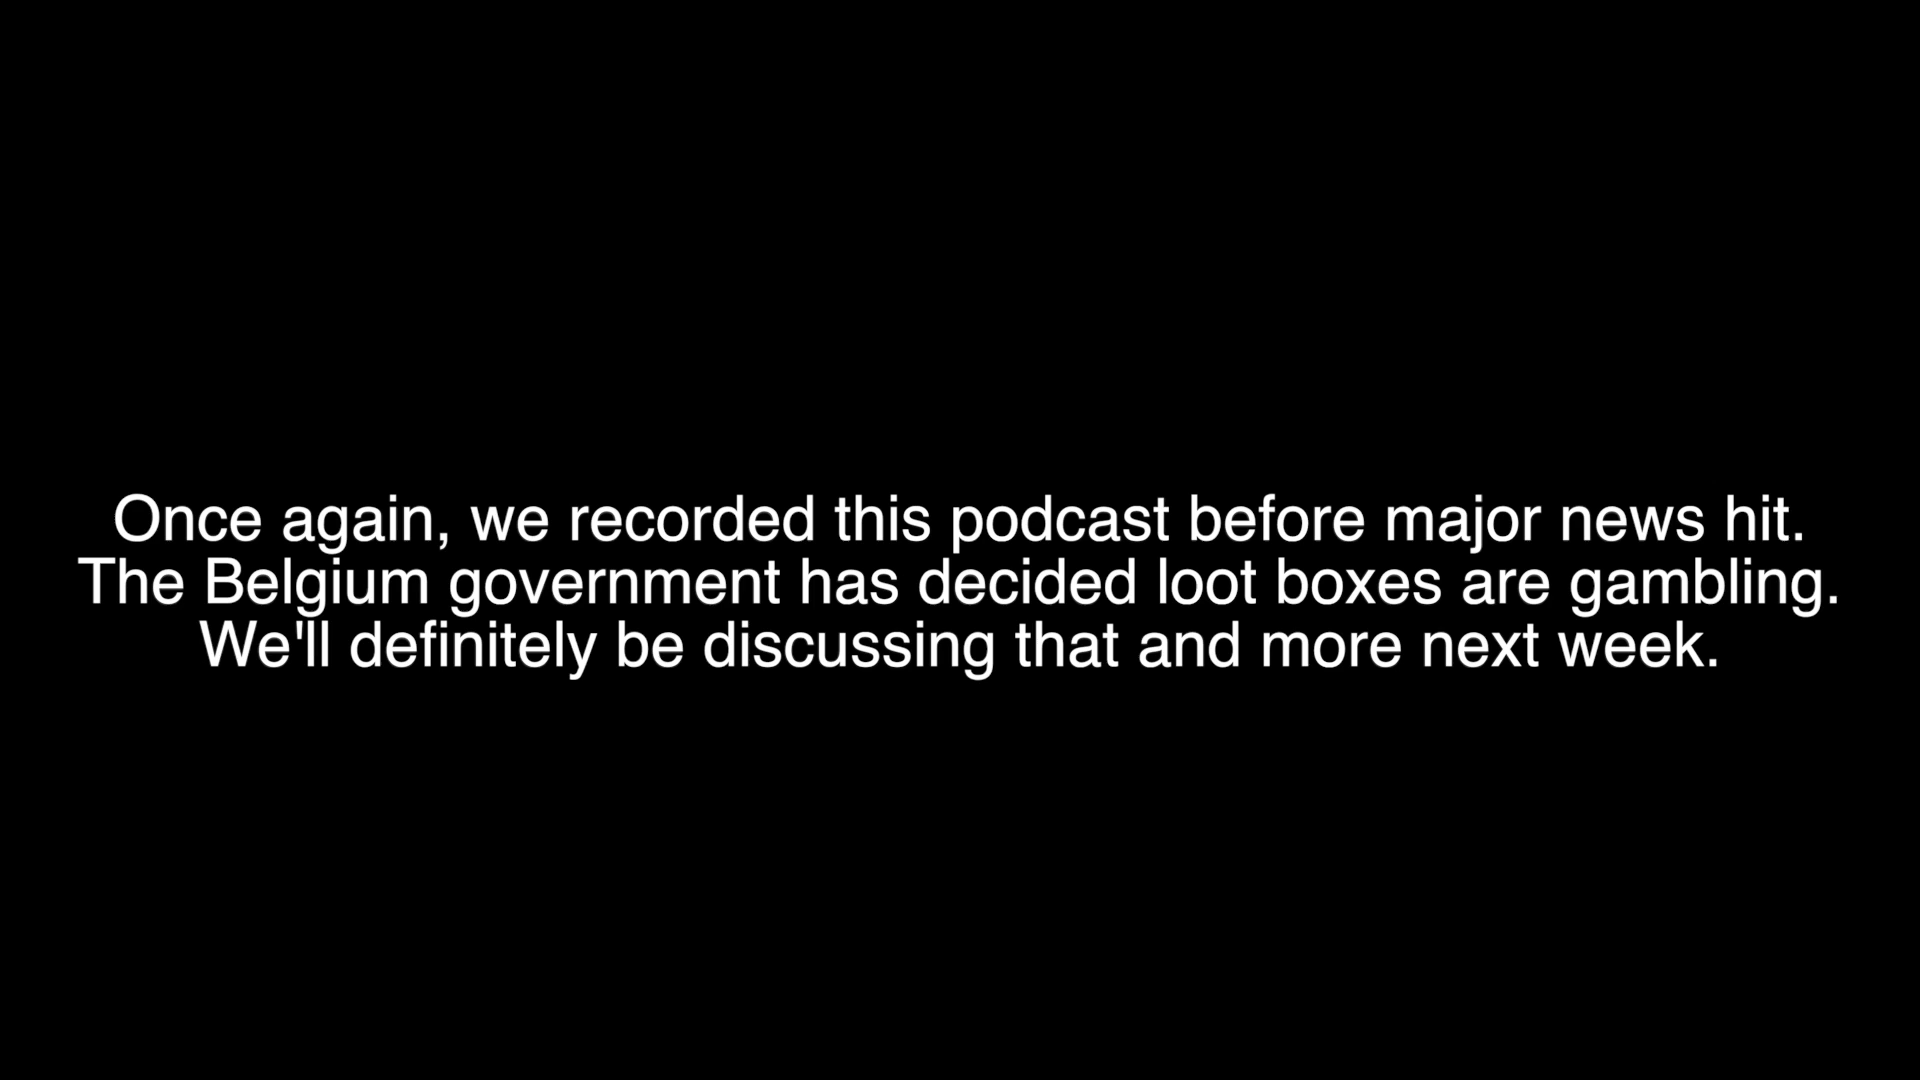 Once again, we recorded this podcast before major news hit.
The Belgium government has decided loot boxes are gambling.
We'll definitely be discussing that and more next week.